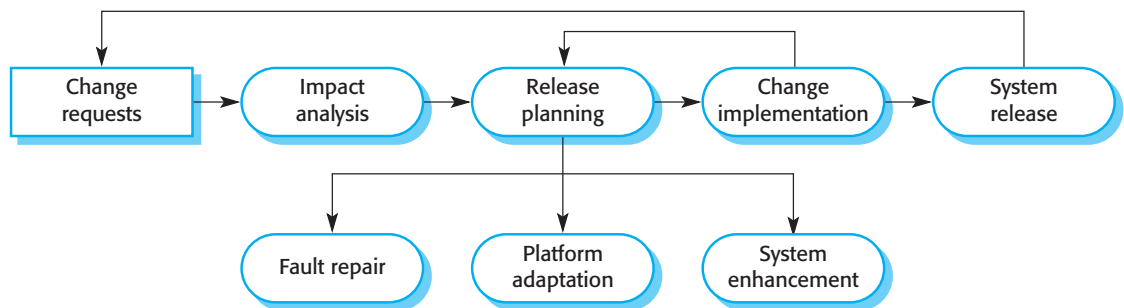 Change
requests
Impact
analysis
Release
planning
Change
implementation
System
release
Fault repair
Platform
adaptation
System
enhancement